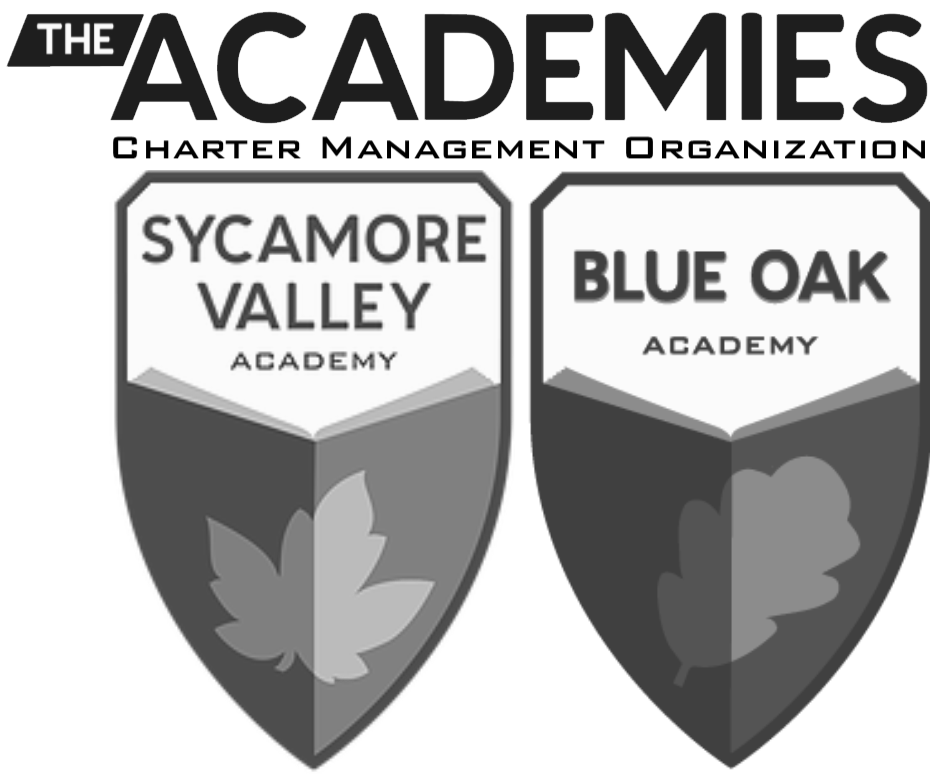 THE ACADEMIES
CHARTER MANAGEMENT ORGANIZATION
SYCAMORE
VALLEY
ACADEMY
BLUE OAK
ACADEMY